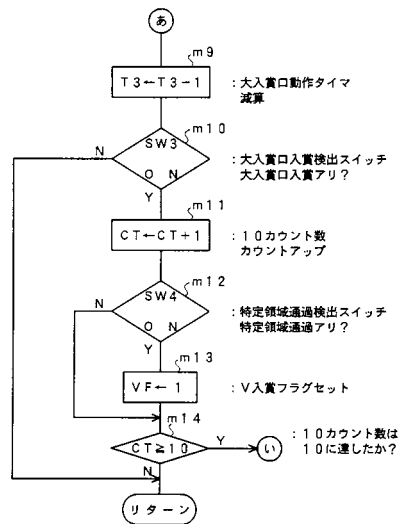 あ
m9
T3←T3−1
:大入賞口動作タイマ
減算
m10
N
SW3
ON
Y
:大入賞口入賞検出スイッチ
大入賞口入賞アリ?
m11
CT←CT+1
:10カウント数
カウントアップ
m12
N
SW4
ON
Y
:特定領域通過検出スイッチ
特定領域通過アリ?
m13
VF←1
:V入賞フラグセット
m14
CT≧10
Y
い
:10カウント数は
10に達したか?
N
リターン